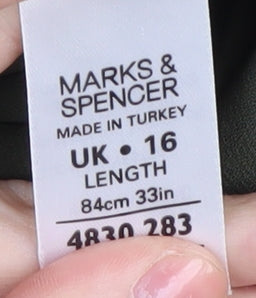 MARKS &
SPENCER
MADE IN TURKEY
UK • 16
LENGTH
84cm 33in
4830 283